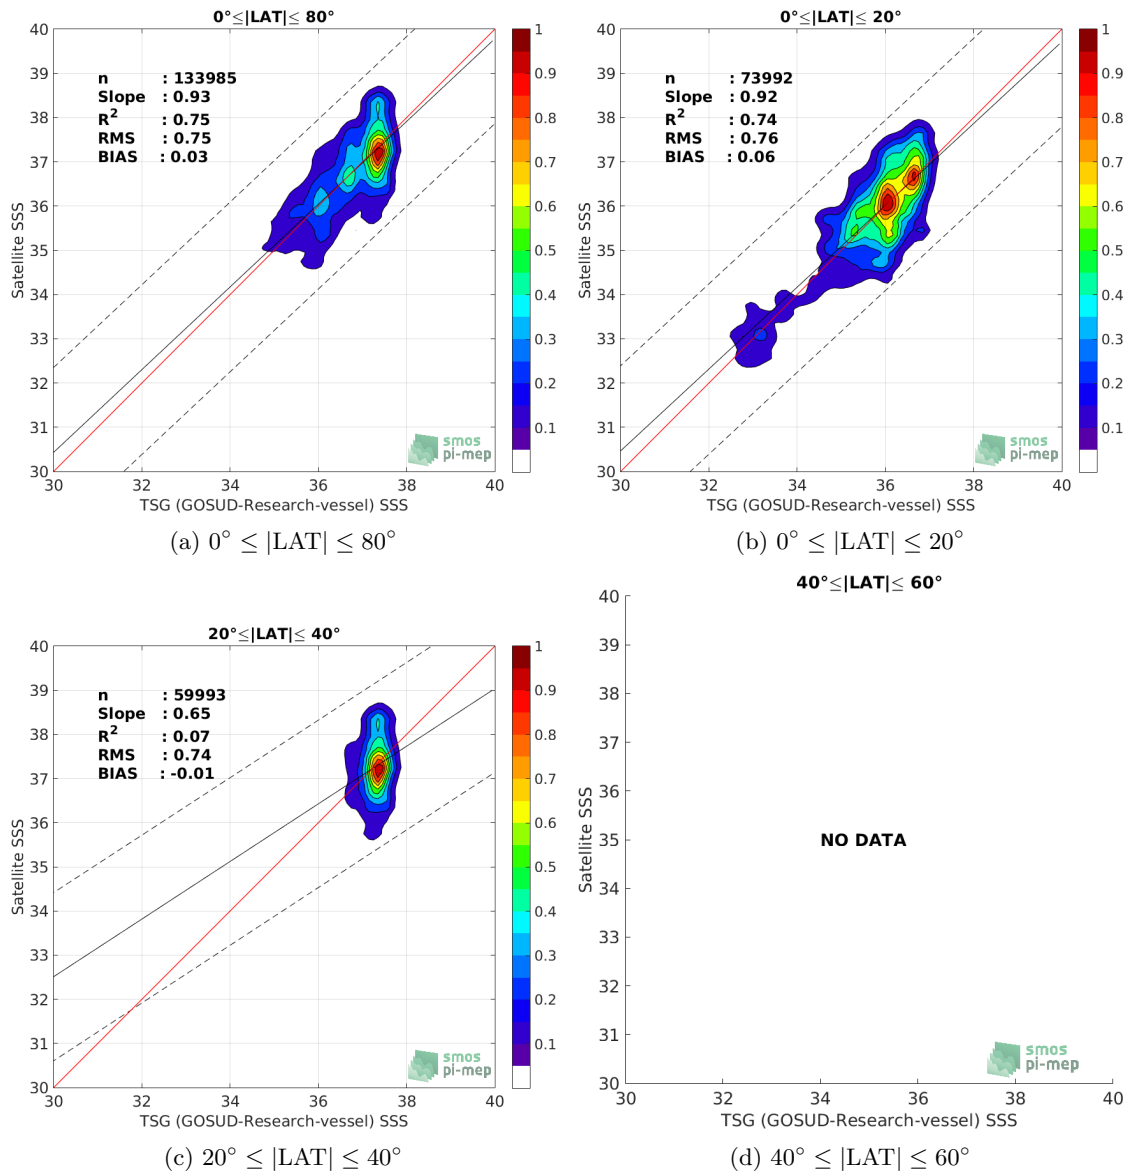 0°≤|LAT|≤ 80°
40
39
38
37
36
35
34
33
32
31
30
Satellite SSS
n : 133985
Slope : 0.93
R² : 0.75
RMS : 0.75
BIAS : 0.03
smos
pi-mep
30 32 34 36 38 40
TSG (GOSUD-Research-vessel) SSS
1
0.9
0.8
0.7
0.6
0.5
0.4
0.3
0.2
0.1
(a) 0° ≤ |LAT| ≤ 80°
0°≤|LAT|≤ 20°
40
39
38
37
36
35
34
33
32
31
30
Satellite SSS
n : 73992
Slope : 0.92
R² : 0.74
RMS : 0.76
BIAS : 0.06
smos
pi-mep
30 32 34 36 38 40
TSG (GOSUD-Research-vessel) SSS
1
0.9
0.8
0.7
0.6
0.5
0.4
0.3
0.2
0.1
(b) 0° ≤ |LAT| ≤ 20°
20°≤|LAT|≤ 40°
40
39
38
37
36
35
34
33
32
31
30
Satellite SSS
n : 59993
Slope : 0.65
R² : 0.07
RMS : 0.74
BIAS : -0.01
smos
pi-mep
30 32 34 36 38 40
TSG (GOSUD-Research-vessel) SSS
1
0.9
0.8
0.7
0.6
0.5
0.4
0.3
0.2
0.1
(c) 20° ≤ |LAT| ≤ 40°
40°≤|LAT|≤ 60°
40
39
38
37
36
35
34
33
32
31
30
Satellite SSS
NO DATA
smos
pi-mep
30 32 34 36 38 40
TSG (GOSUD-Research-vessel) SSS
(d) 40° ≤ |LAT| ≤ 60°